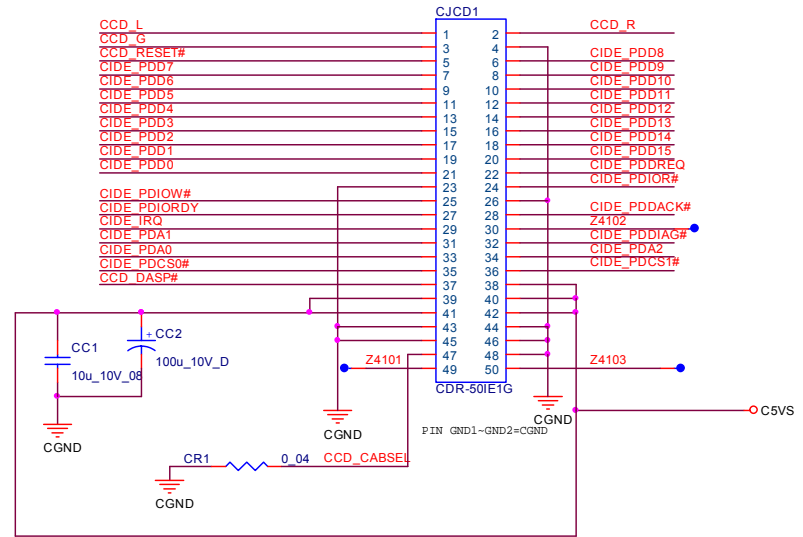 CJCD1
CCD_L 1 2 CCD_R
CCD_G 3 4
CCD_RESET# 5 6 CIDE_PDD8
CIDE_PDD7 7 8 CIDE_PDD9
CIDE_PDD6 9 10 CIDE_PDD10
CIDE_PDD5 11 12 CIDE_PDD11
CIDE_PDD4 13 14 CIDE_PDD12
CIDE_PDD3 15 16 CIDE_PDD13
CIDE_PDD2 17 18 CIDE_PDD14
CIDE_PDD1 19 20 CIDE_PDD15
CIDE_PDD0 21 22 CIDE_PDDREQ
23 24 CIDE_PDIOR#
CIDE_PDIOW# 25 26
CIDE_PDIORDY 27 28 CIDE_PDDACK#
CIDE_IRQ 29 30 Z4102
CIDE_PDA1 31 32 CIDE_PDDIAG#
CIDE_PDA0 33 34 CIDE_PDA2
CIDE_PDCS0# 35 36 CIDE_PDCS1#
CCD_DASP# 37 38
39 40
41 42
43 44
45 46
47 48
Z4101 49 50 Z4103
CDR-50IE1G
CC1
10u_10V_08
+ CC2
100u_10V_D
CGND
CGND
CGND
C5VS
PIN GND1~GND2=CGND
CR1 0_04 CCD_CABSEL
CGND